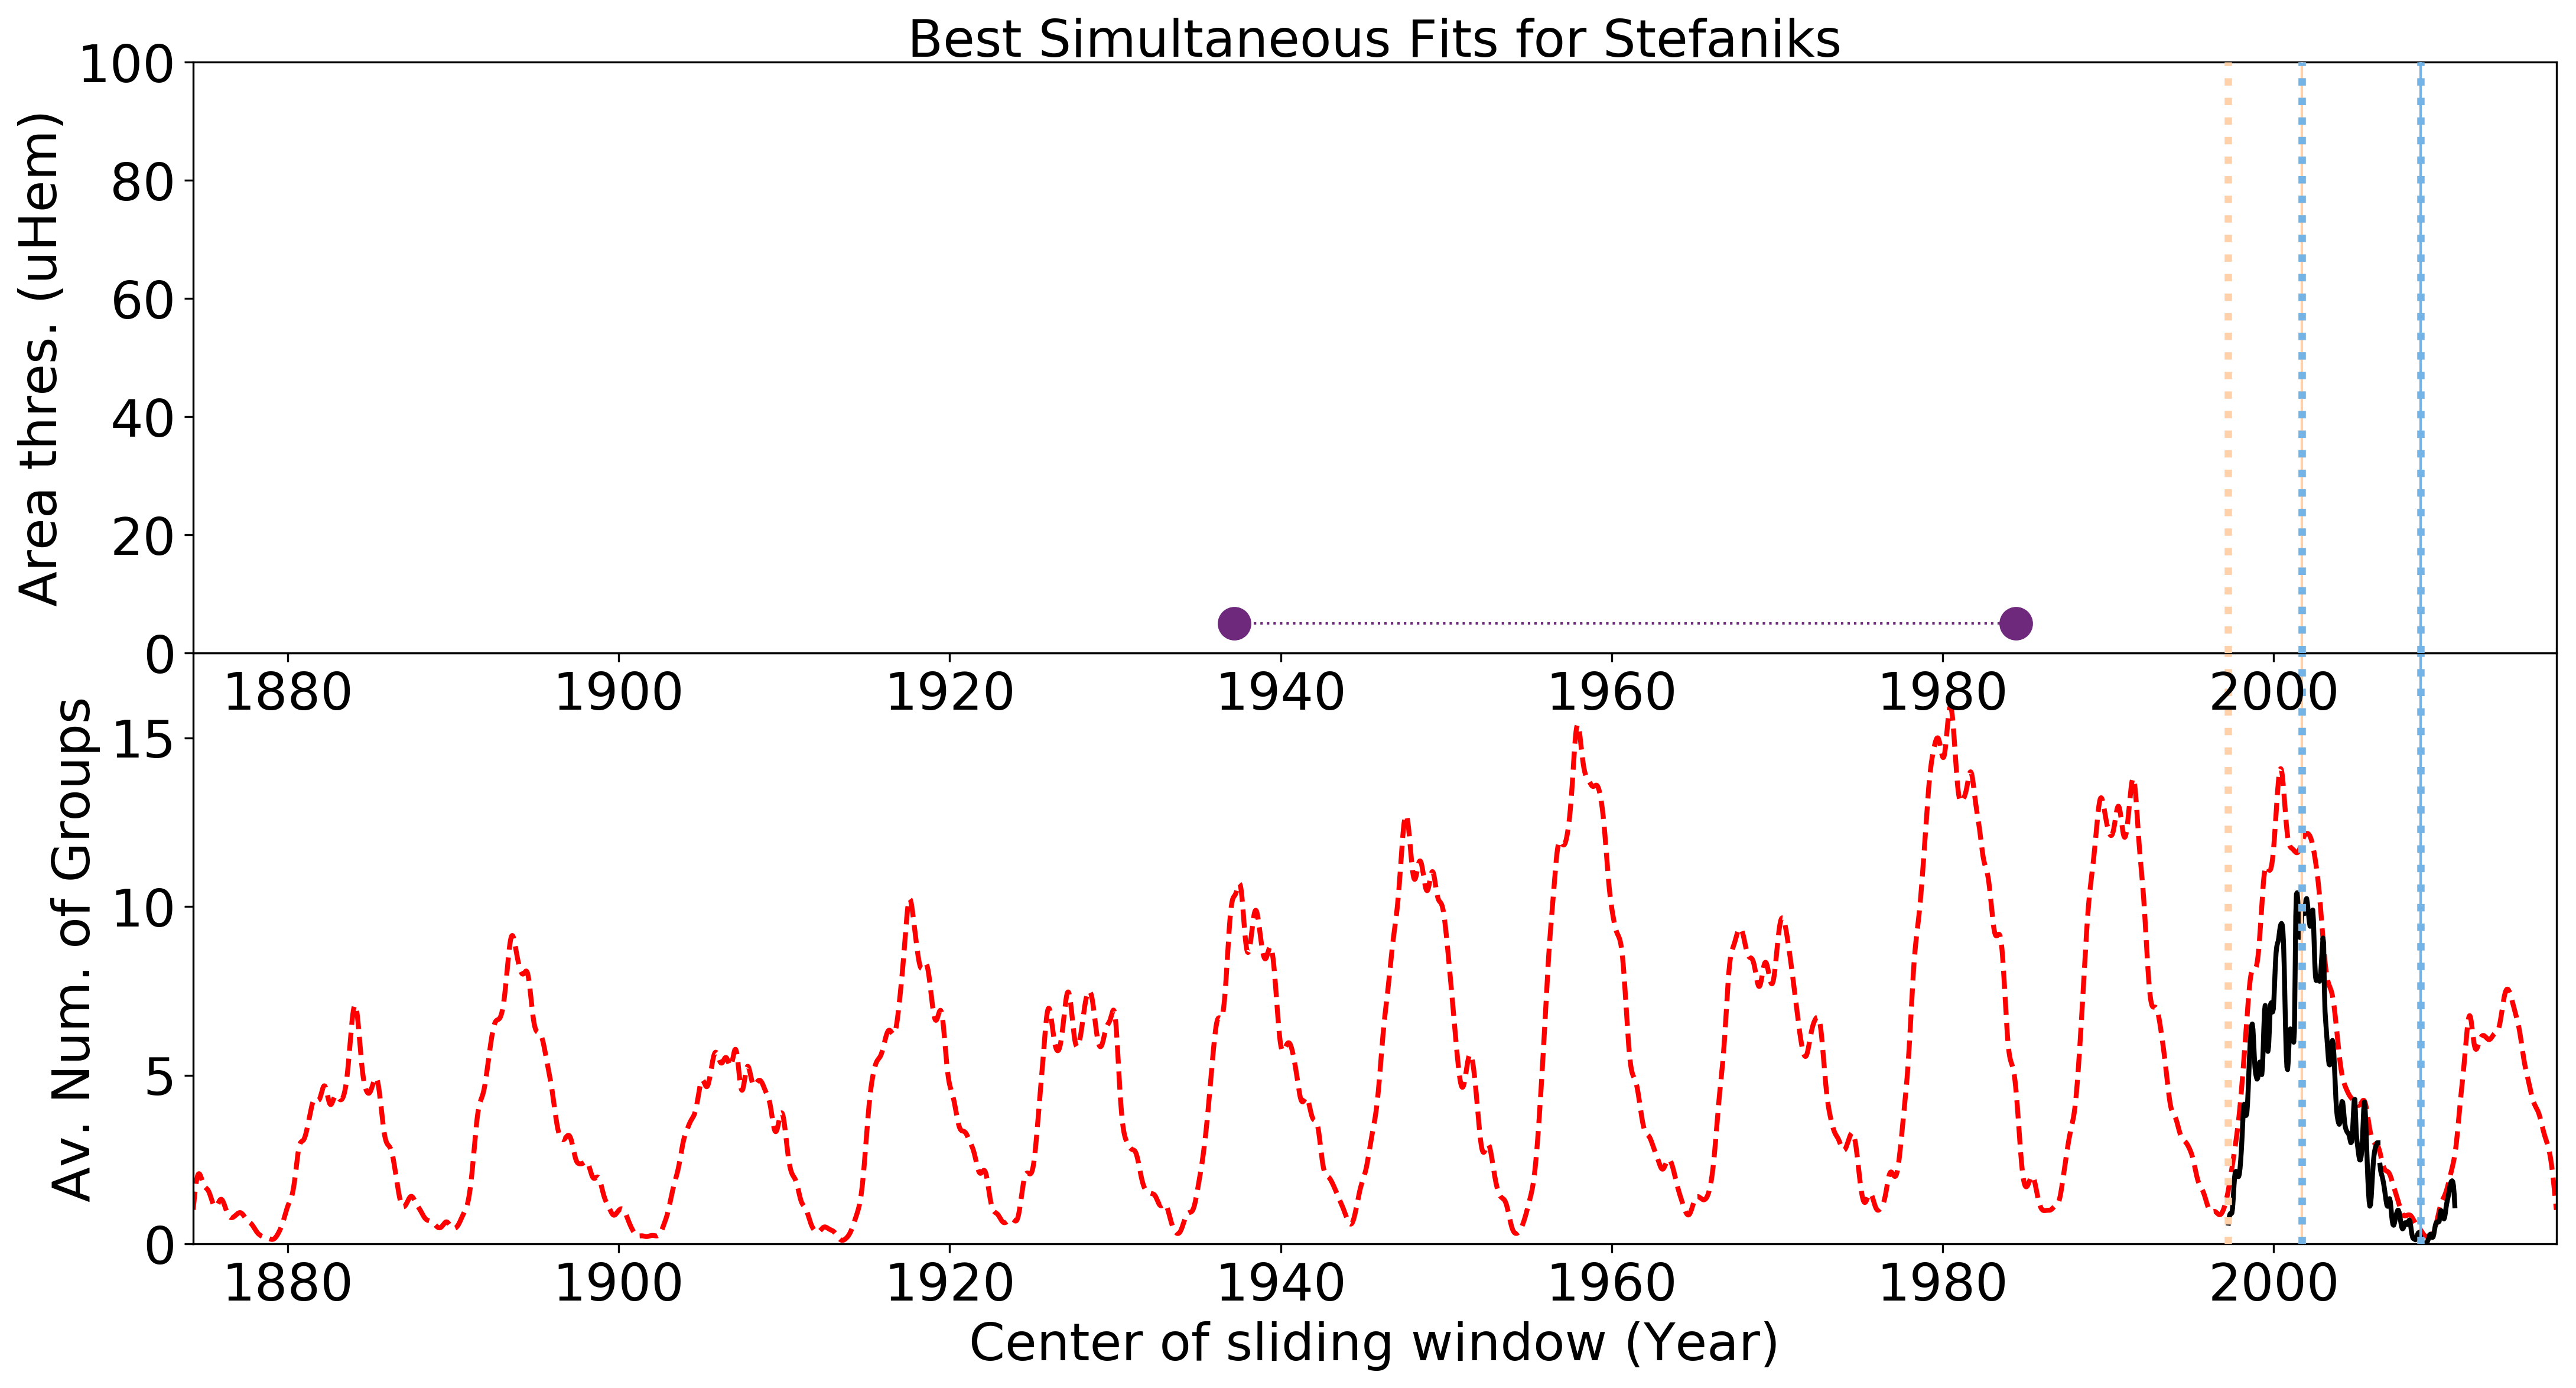 Best Simultaneous Fits for Stefaniks
Area thres. (uHem)
100
80
60
40
20
0
1880 1900 1920 1940 1960 1980 2000
Av. Num. of Groups
15
10
5
0
1880 1900 1920 1940 1960 1980 2000
Center of sliding window (Year)